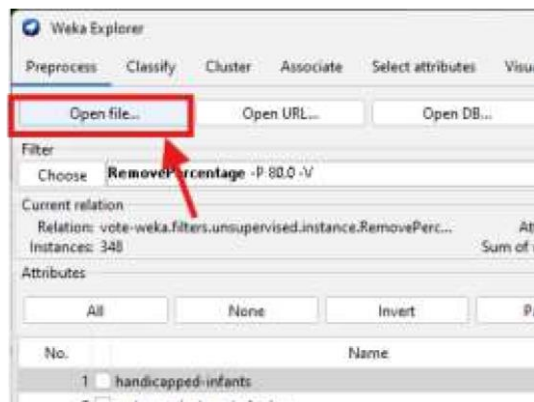 Weka Explorer
Preprocess Classify Cluster Associate Select attributes Visu
Open file... Open URL... Open DB...
Filter
Choose RemovePercentage -P 80.0 -V
Current relation
Relation: vote-weka.filters.unsupervised.instance.RemovePerc... At
Instances: 348 Sum of
Attributes
All None Invert P
No. Name
1 handicapped-infants